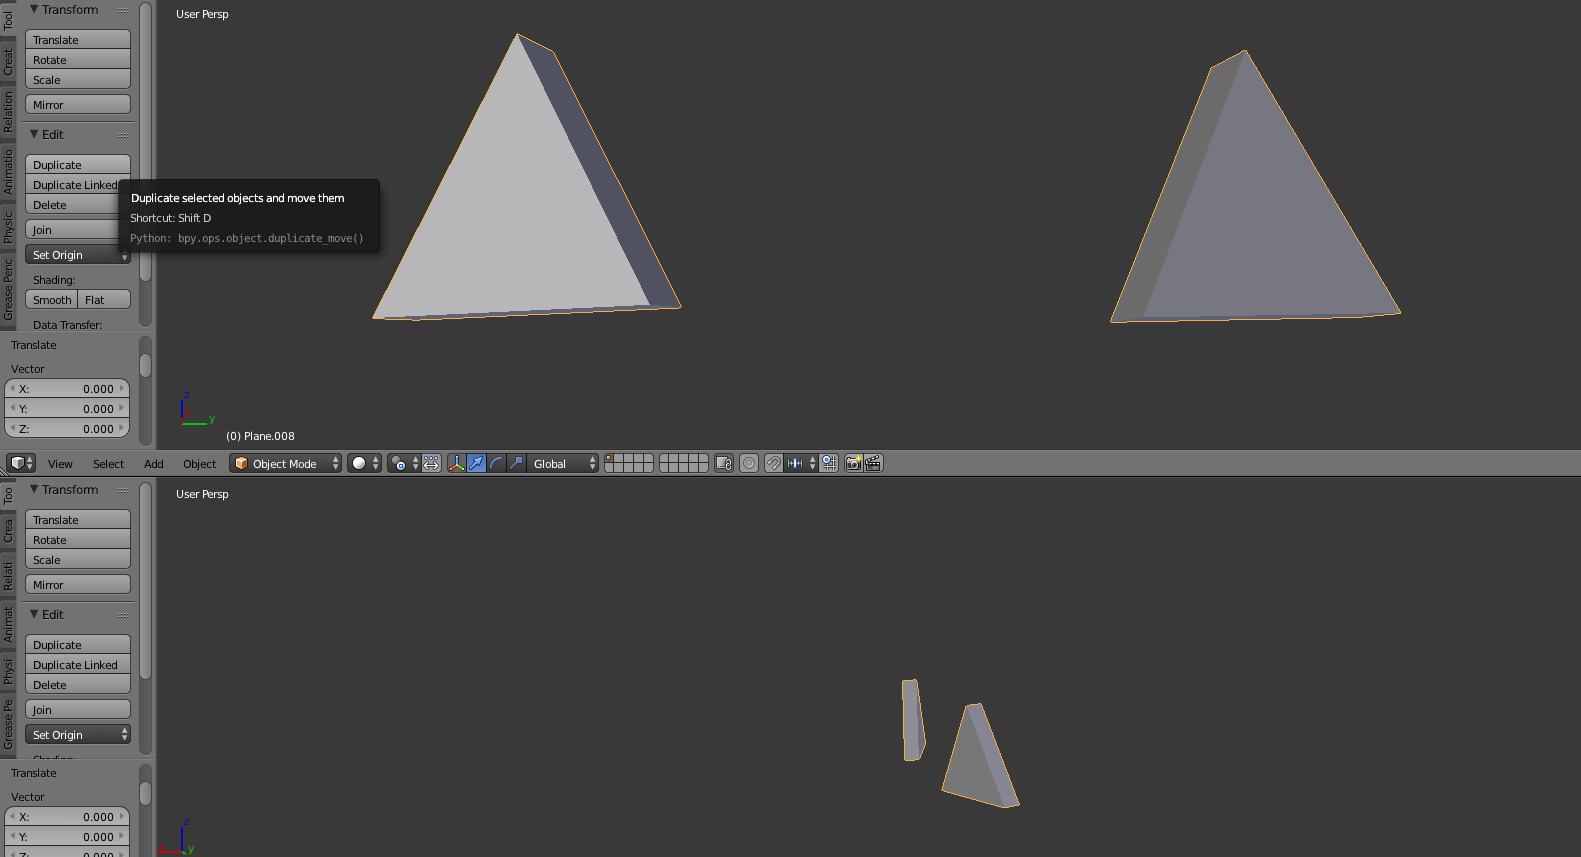 Transform
User Persp
Tool
Translate
Creat
Rotate
Scale
Relation
Mirror
Edit
Animatio
Duplicate
Duplicate Linked
Duplicate selected objects and move them
Delete
Shortcut: Shift D
Physic
Join
Python: bpy.ops.object.duplicate_move()
Set Origin
Grease Penc
Shading:
Smooth Flat
Data Transfer:
Translate
Vector
X: 0.000
z
Y: 0.000
y
Z: 0.000
(0) Plane.008
View Select Add Object Object Mode Global
Transform
User Persp
Too
Translate
Crea
Rotate
Scale
Relati
Mirror
Edit
Animat
Duplicate
Duplicate Linked
Physi
Delete
Join
Grease Pe
Set Origin
Translate
Vector
X: 0.000
z
Y: 0.000
x
y
Z: 0.000